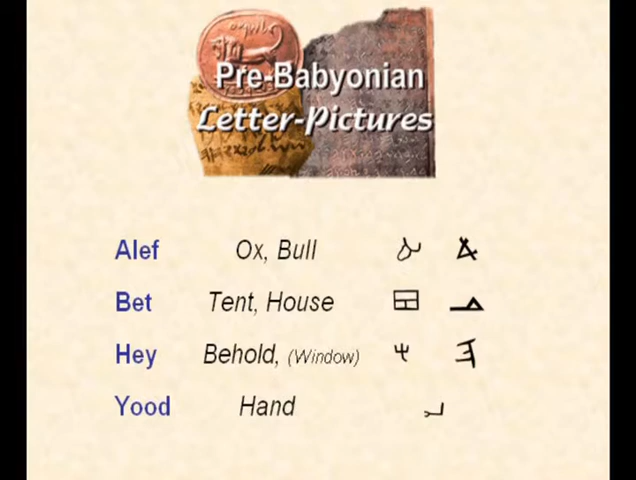 Pre-Babyonian
Letter-Pictures
Alef Ox, Bull
Bet Tent, House
Hey Behold, (Window)
Yood Hand